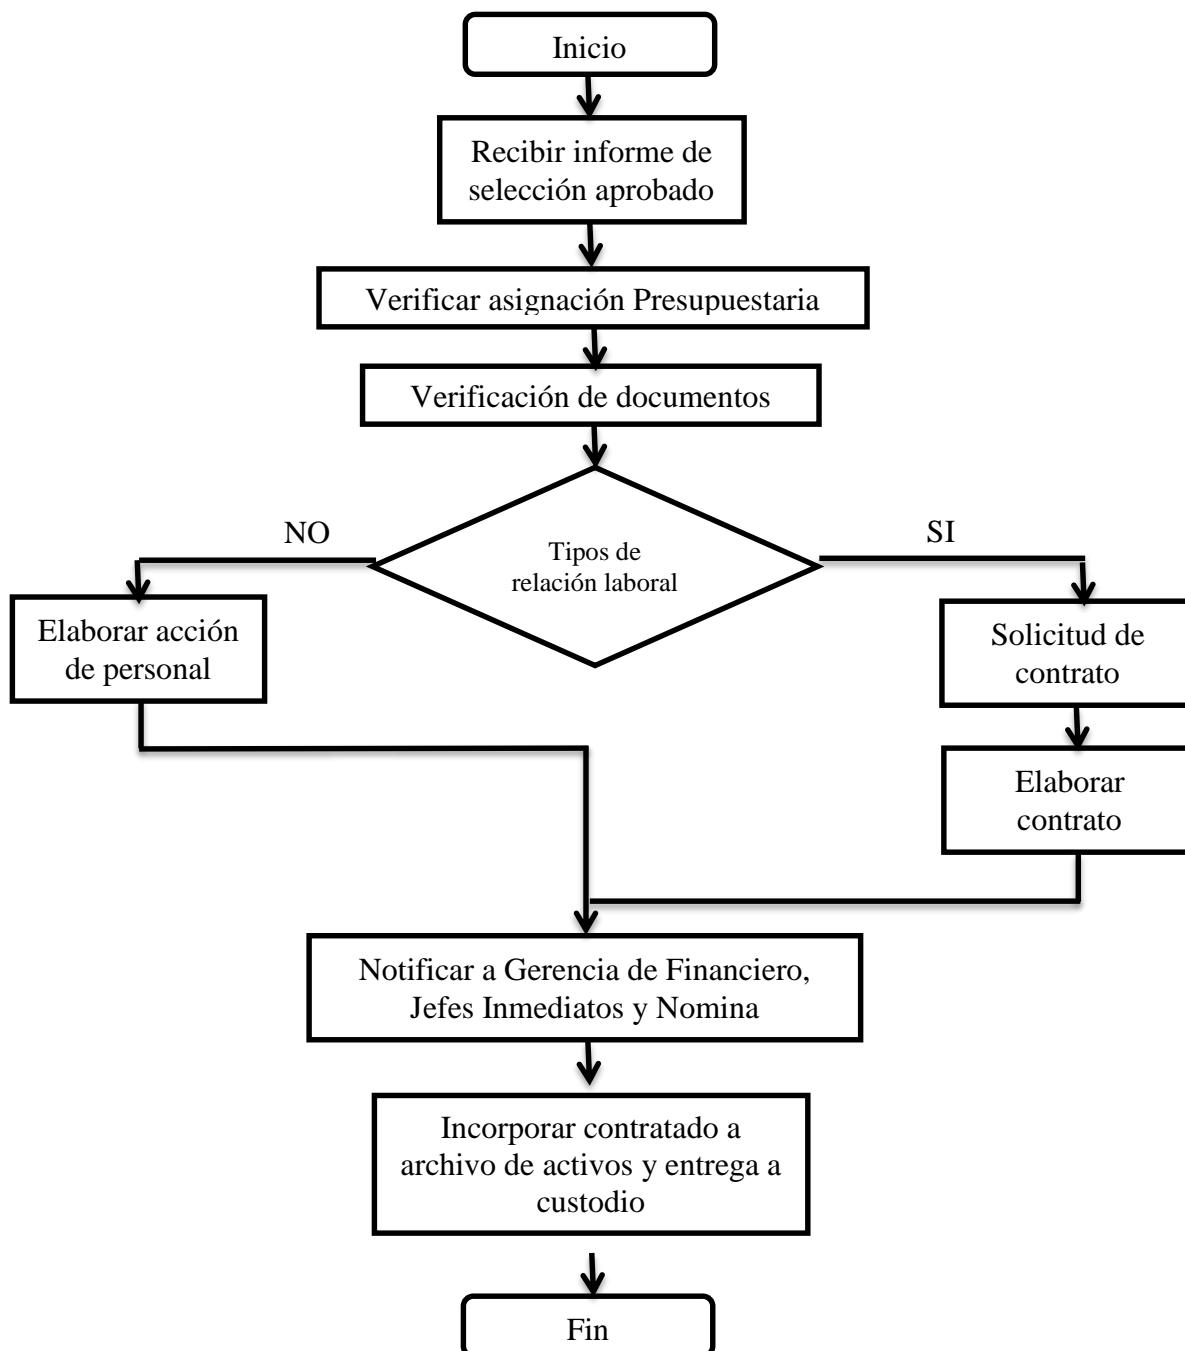 Inicio
Recibir informe de
selección aprobado
Verificar asignación Presupuestaria
Verificación de documentos
NO
SI
Tipos de
relación laboral
Elaborar acción
de personal
Solicitud de
contrato
Elaborar
contrato
Notificar a Gerencia de Financiero,
Jefes Inmediatos y Nomina
Incorporar contratado a
archivo de activos y entrega a
custodio
Fin